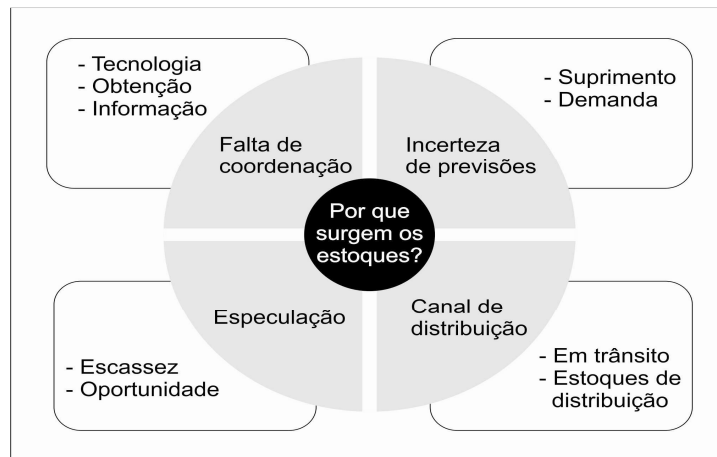 - Tecnologia
- Obtenção
- Informação
Falta de
coordenação
- Suprimento
- Demanda
Incerteza
de previsões
Por que
surgem os
estoques?
Especulação
- Escassez
- Oportunidade
Canal de
distribuição
- Em trânsito
- Estoques de
distribuição